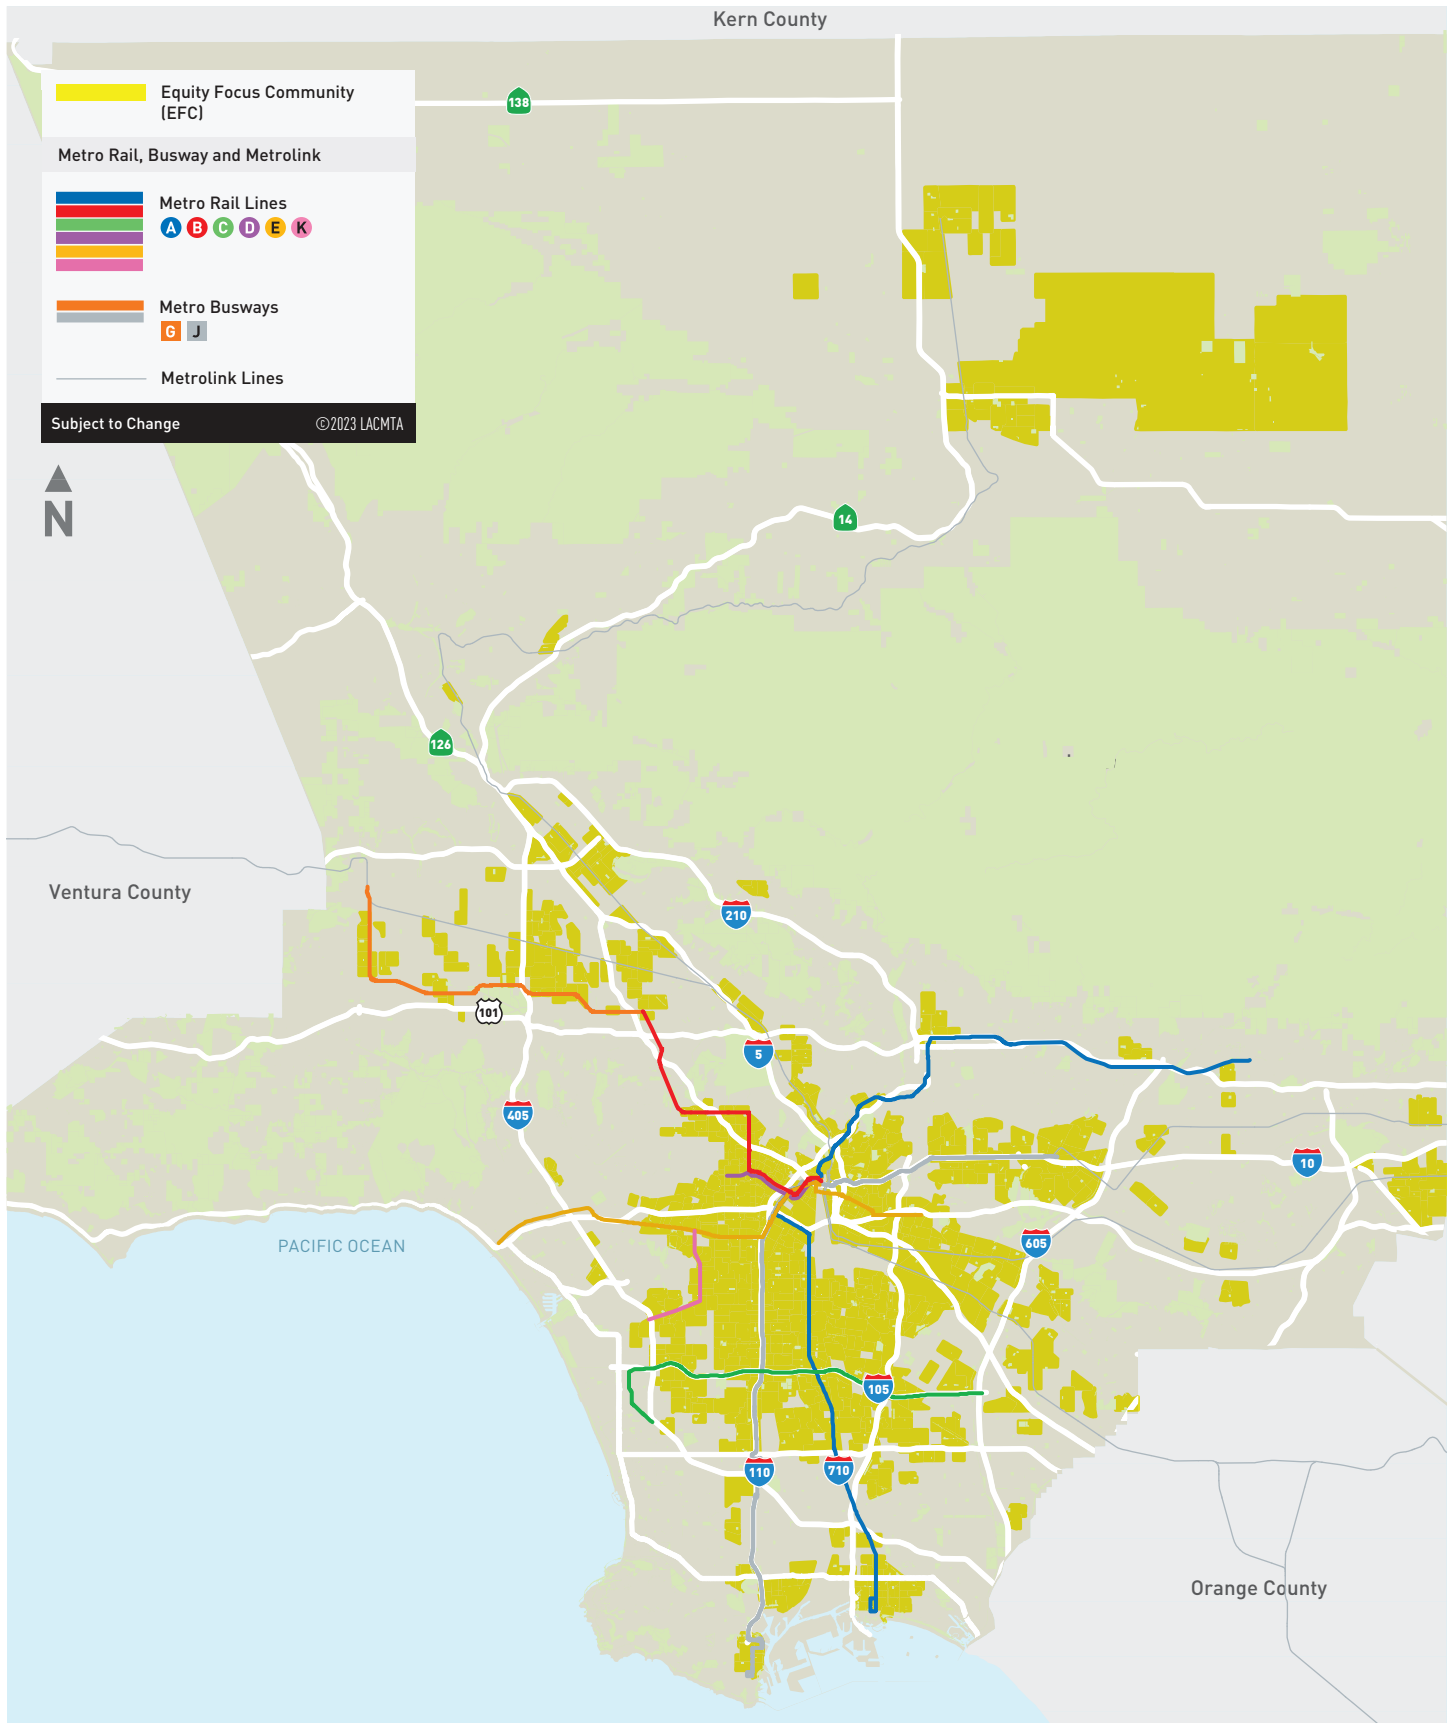 Kern County
Equity Focus Community
(EFC)
138
Metro Rail, Busway and Metrolink
Metro Rail Lines
A B C D E K
Metro Busways
G J
Metrolink Lines
Subject to Change ©2023 LACMTA
N
14
126
Ventura County
210
101
5
405
10
605
PACIFIC OCEAN
105
110
710
Orange County